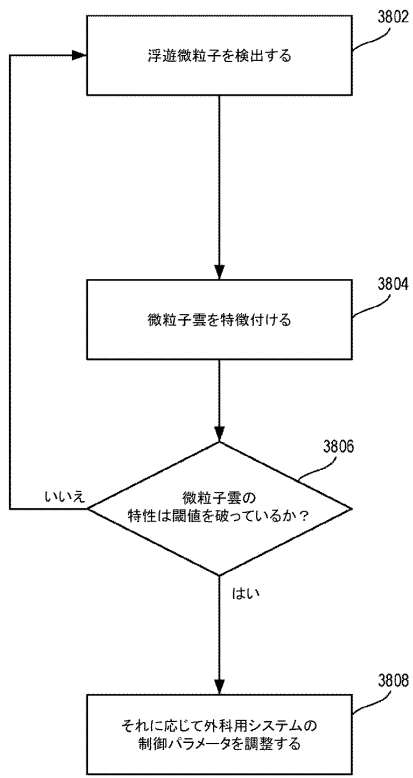 3802
浮遊微粒子を検出する
3804
微粒子雲を特徴付ける
3806
微粒子雲の
特性は閾値を破っているか？
いいえ
はい
3808
それに応じて外科用システムの
制御パラメータを調整する